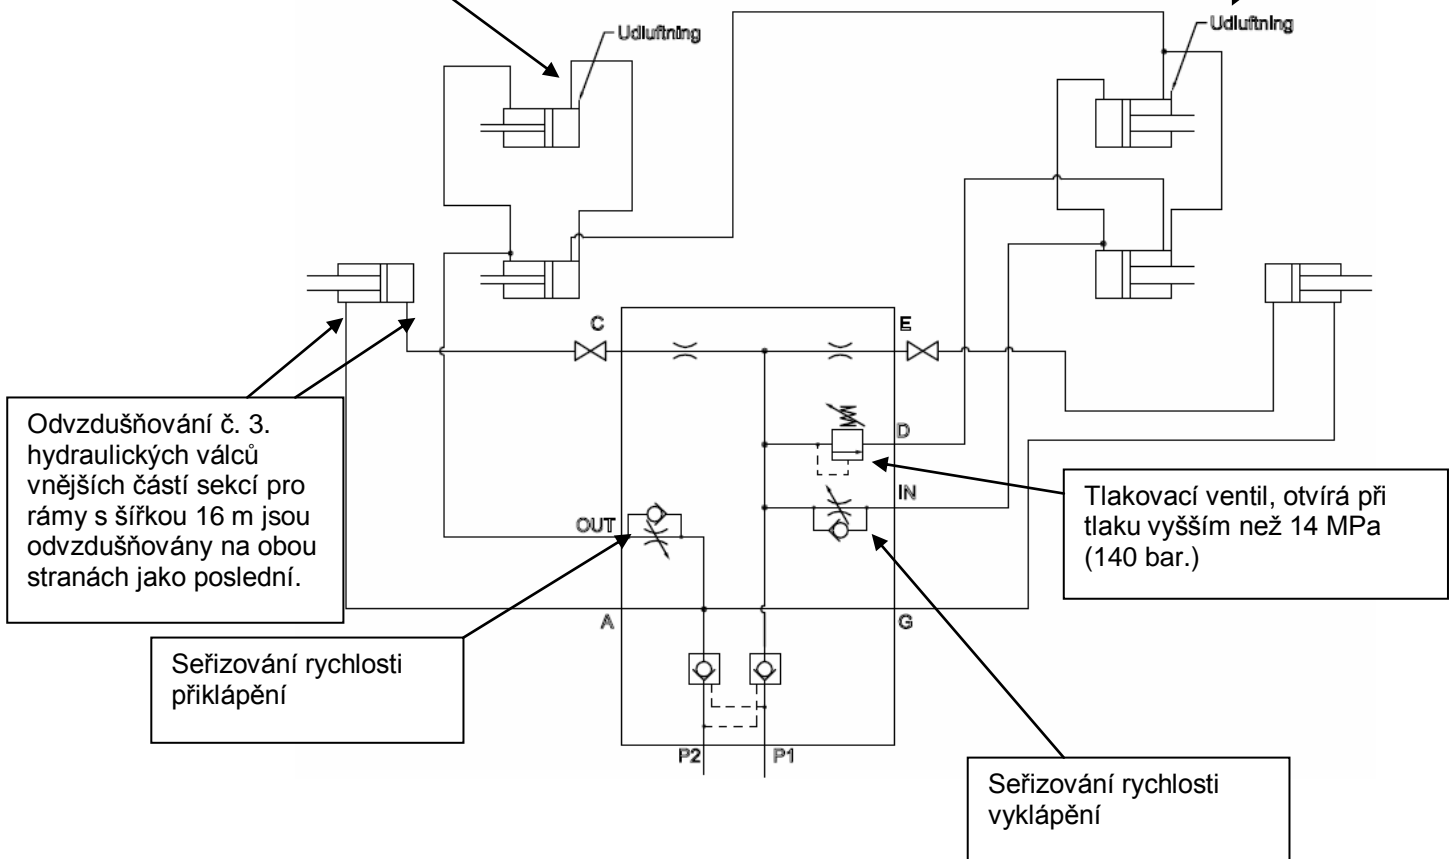 Udluftning
Udluftning
C
E
Odvzdušňování č. 3.
hydraulických válců
vnějších částí sekcí pro
rámy s šířkou 16 m jsou
odvzdušňovány na obou
stranách jako poslední.
D
IN
Tlakovací ventil, otvírá při
tlaku vyšším než 14 MPa
(140 bar.)
OUT
A
G
Seřizování rychlosti
přiklápění
P2
P1
Seřizování rychlosti
vyklápění